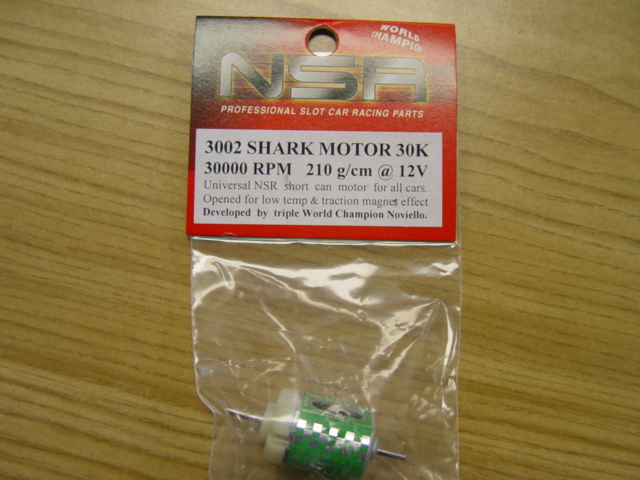 WORLD
CHAMPION
NSR
PROFESSIONAL SLOT CAR RACING PARTS
3002 SHARK MOTOR 30K
30000 RPM 210 g/cm @ 12V
Universal NSR short can motor for all cars.
Opened for low temp & traction magnet effect
Developed by triple World Champion Noviello.